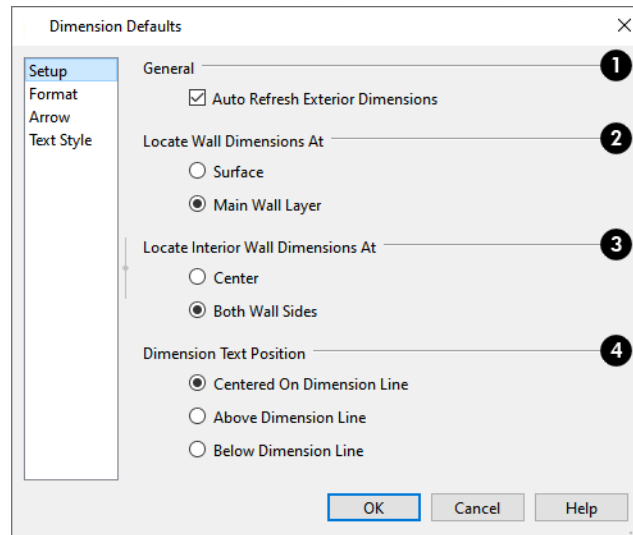 Dimension Defaults
Setup
Format
Arrow
Text Style
General
1
Auto Refresh Exterior Dimensions
Locate Wall Dimensions At
2
Surface
Main Wall Layer
Locate Interior Wall Dimensions At
3
Center
Both Wall Sides
Dimension Text Position
4
Centered On Dimension Line
Above Dimension Line
Below Dimension Line
OK
Cancel
Help